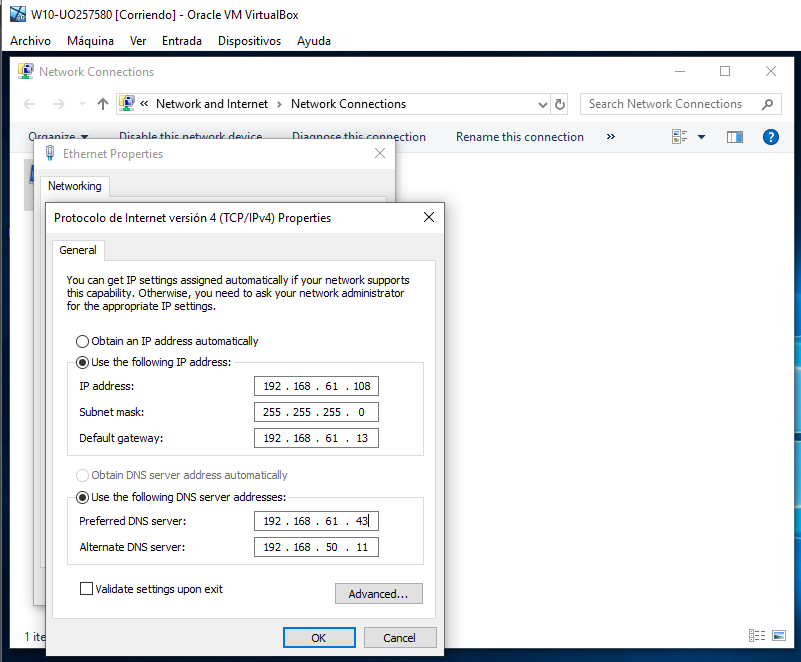 W10-UO257580 [Corriendo] - Oracle VM VirtualBox
Archivo Máquina Ver Entrada Dispositivos Ayuda
Network Connections
« Network and Internet › Network Connections
Search Network Connections
Organize Disable this network device Diagnose this connection Rename this connection »
Ethernet Properties
Networking
Protocolo de Internet versión 4 (TCP/IPv4) Properties
General
You can get IP settings assigned automatically if your network supports
this capability. Otherwise, you need to ask your network administrator
for the appropriate IP settings.
Obtain an IP address automatically
Use the following IP address:
IP address: 192 . 168 . 61 . 108
Subnet mask: 255 . 255 . 255 . 0
Default gateway: 192 . 168 . 61 . 13
Obtain DNS server address automatically
Use the following DNS server addresses:
Preferred DNS server: 192 . 168 . 61 . 43
Alternate DNS server: 192 . 168 . 50 . 11
Validate settings upon exit
Advanced...
OK Cancel
1